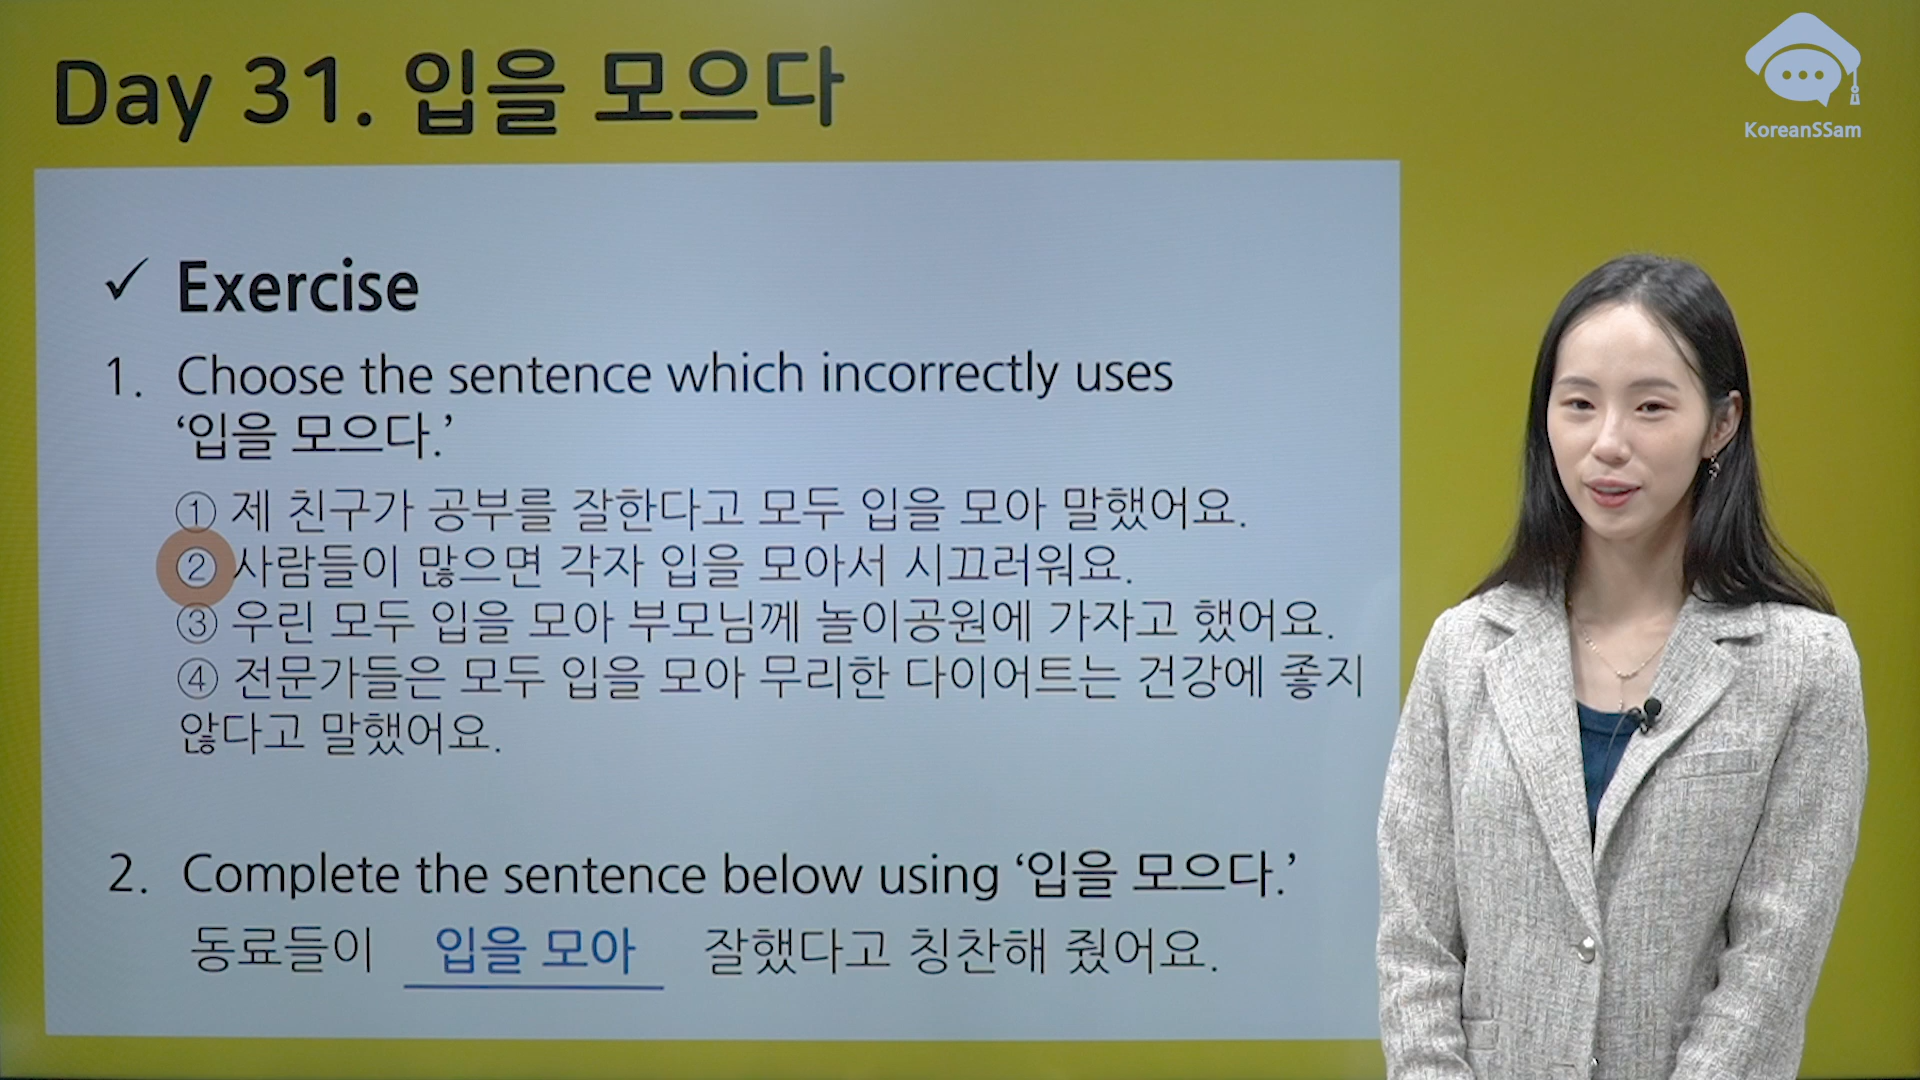 Day 31. 입을 모으다
KoreanSSam
✓ Exercise
1. Choose the sentence which incorrectly uses
‘입을 모으다.’
① 제 친구가 공부를 잘한다고 모두 입을 모아 말했어요.
② 사람들이 많으면 각자 입을 모아서 시끄러워요.
③ 우린 모두 입을 모아 부모님께 놀이공원에 가자고 했어요.
④ 전문가들은 모두 입을 모아 무리한 다이어트는 건강에 좋지
않다고 말했어요.
2. Complete the sentence below using ‘입을 모으다.’
동료들이 입을 모아 잘했다고 칭찬해 줬어요.